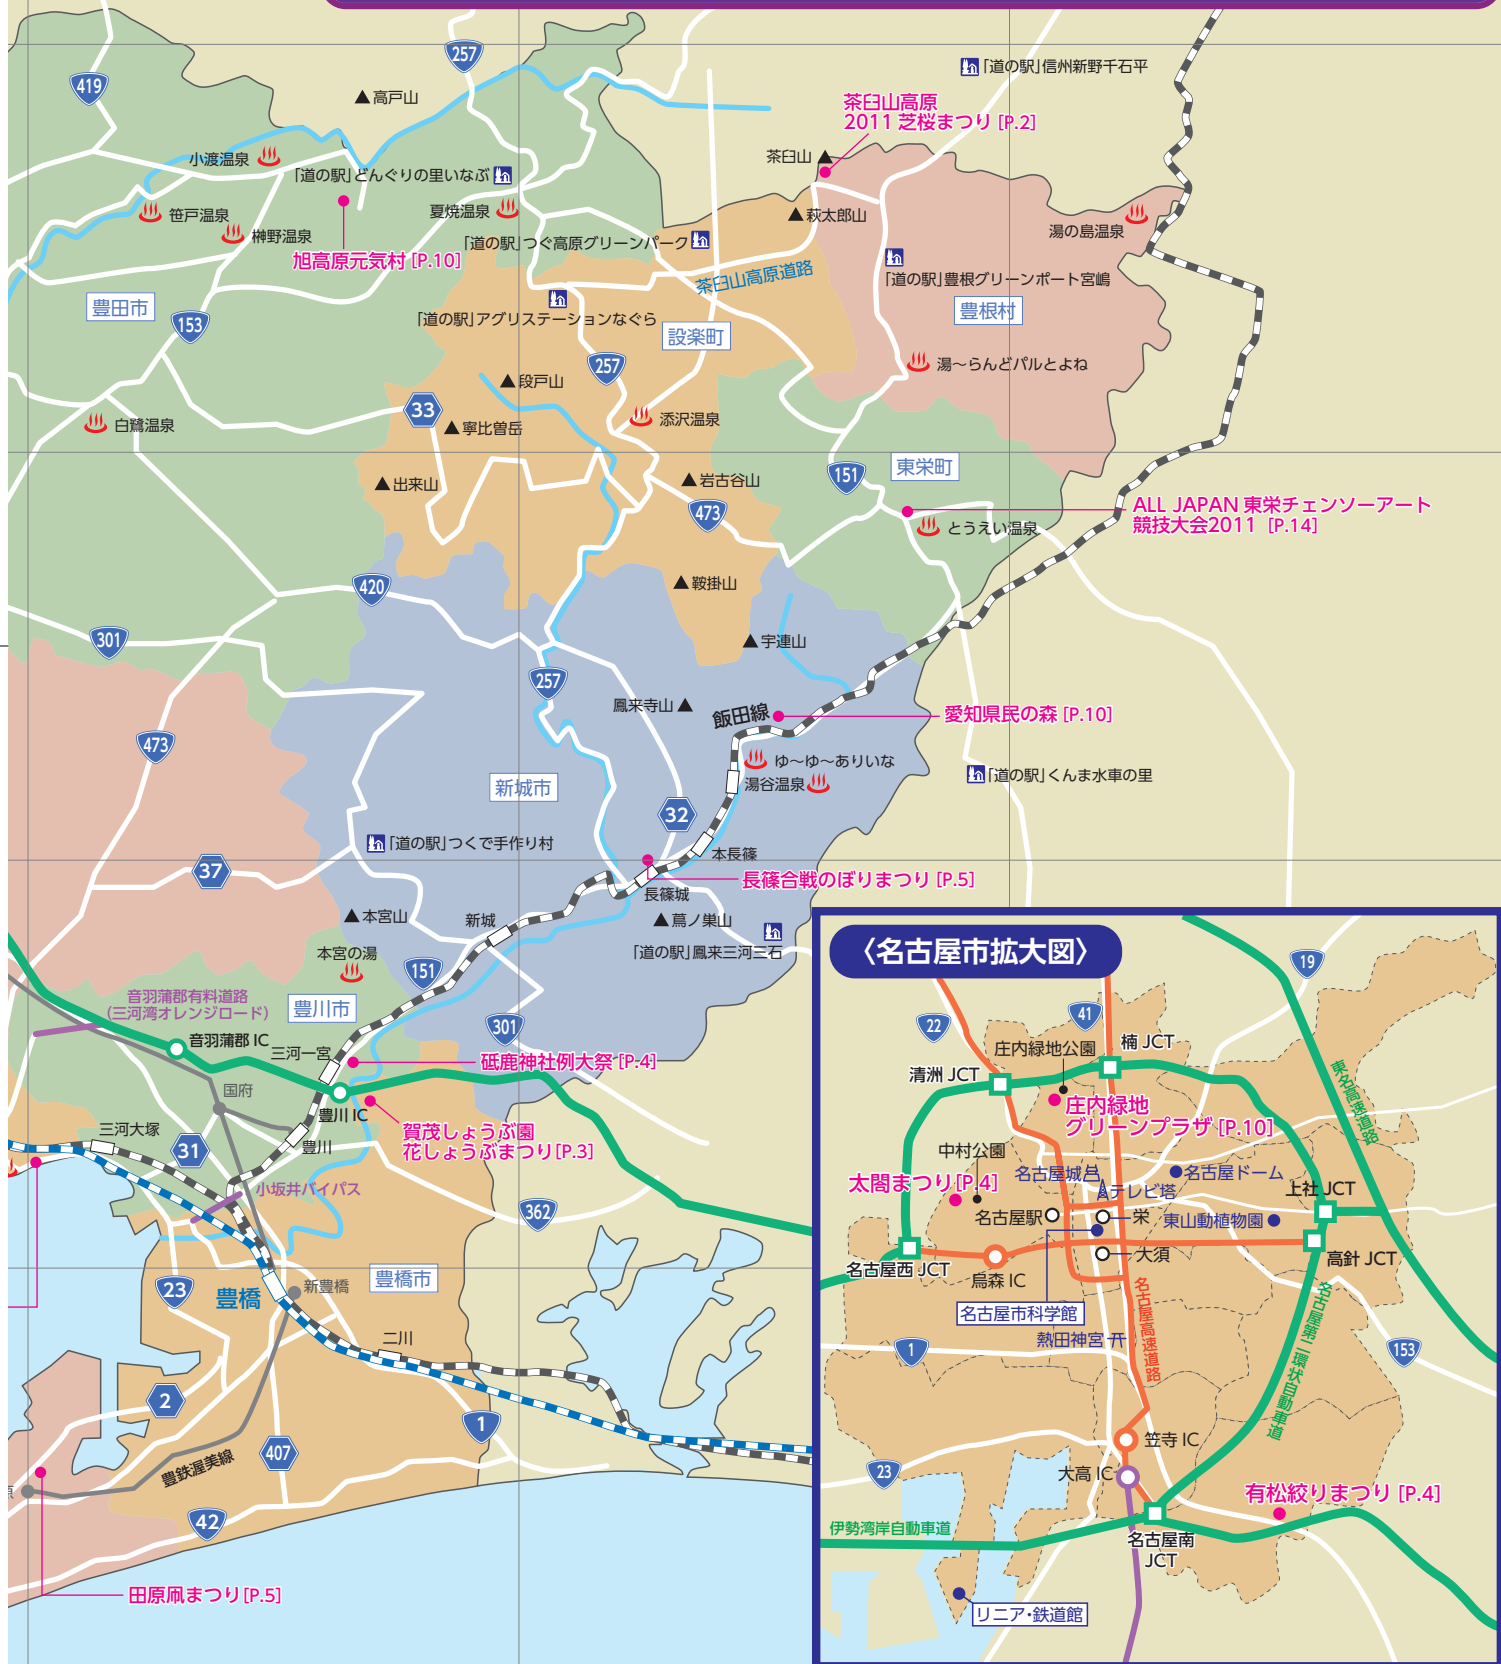 257
419
高戸山
「道の駅」信州新野千石平
茶臼山高原
2011 芝桜まつり [P.2]
茶臼山
小渡温泉
「道の駅」どんぐりの里いなぶ
笹戸温泉
榊野温泉
夏焼温泉
萩太郎山
湯の島温泉
「道の駅」つぐ高原グリーンパーク
旭高原元気村 [P.10]
茶臼山高原道路
「道の駅」豊根グリーンポート宮嶋
豊田市
153
「道の駅」アグリステーションなぐら
設楽町
豊根村
257
湯〜らんどパルとよね
段戸山
33
寧比曽岳
添沢温泉
白鷺温泉
東栄町
151
出来山
岩古谷山
473
ALL JAPAN 東栄チェンソーアート
競技大会2011 [P.14]
とうえい温泉
420
鞍掛山
301
宇連山
257
鳳来寺山
飯田線
愛知県民の森 [P.10]
473
ゆ〜ゆ〜ありいな
湯谷温泉
「道の駅」くんま水車の里
新城市
32
「道の駅」つくで手作り村
本長篠
37
長篠合戦のぼりまつり [P.5]
長篠城
本宮山
新城
蔦ノ巣山
「道の駅」鳳来三河三石
本宮の湯
151
音羽蒲郡有料道路
(三河湾オレンジロード)
豊川市
301
音羽蒲郡 IC
三河一宮
砥鹿神社例大祭 [P.4]
国府
豊川 IC
賀茂しょうぶ園
花しょうぶまつり [P.3]
三河大塚
31
豊川
小坂井バイパス
362
23
豊橋
新豊橋
豊橋市
二川
2
1
407
豊鉄渥美線
原
42
田原凧まつり [P.5]
〈名古屋市拡大図〉
19
22
41
庄内緑地公園
楠 JCT
清洲 JCT
東名高速道路
庄内緑地
グリーンプラザ [P.10]
中村公園
名古屋城
名古屋ドーム
太閤まつり [P.4]
テレビ塔
上社 JCT
名古屋駅
栄
東山動植物園
大須
高針 JCT
名古屋西 JCT
烏森 IC
名古屋市科学館
名古屋高速道路
名古屋第二環状自動車道
熱田神宮
1
153
笠寺 IC
23
大高 IC
有松絞りまつり [P.4]
伊勢湾岸自動車道
名古屋南
JCT
リニア・鉄道館